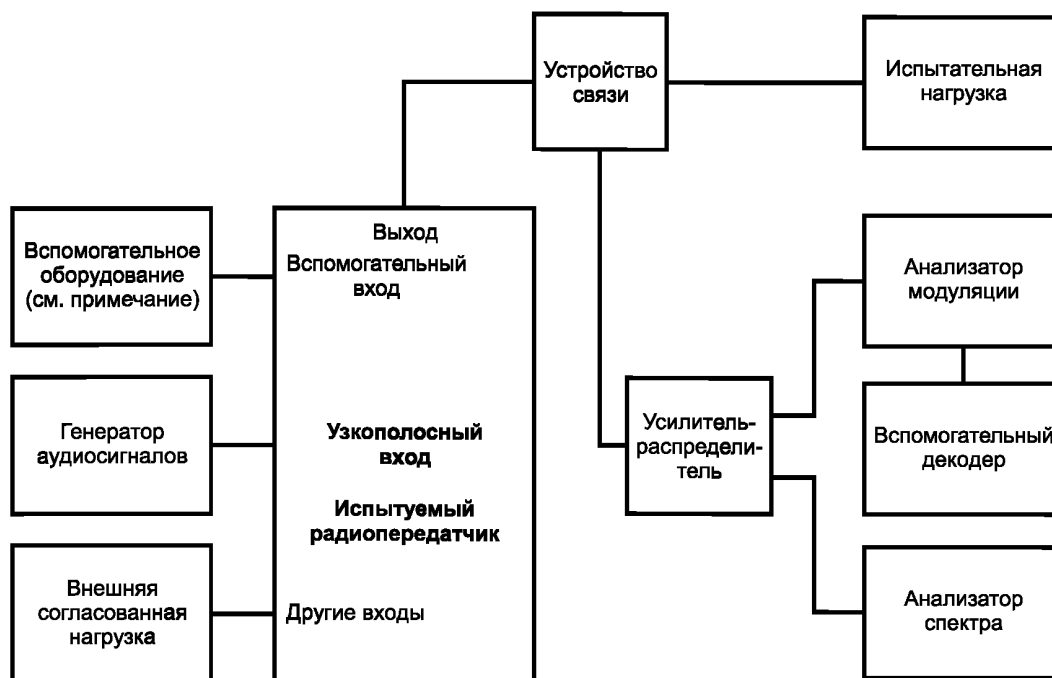 Устройство
связи
Испытательная
нагрузка
Вспомогательное
оборудование
(см. примечание)
Выход
Вспомогательный
вход
Анализатор
модуляции
Генератор
аудиосигналов
Узкополосный
вход
Испытуемый
радиопередатчик
Усилитель-
распредели-
тель
Вспомогательный
декодер
Внешняя
согласованная
нагрузка
Другие входы
Анализатор
спектра